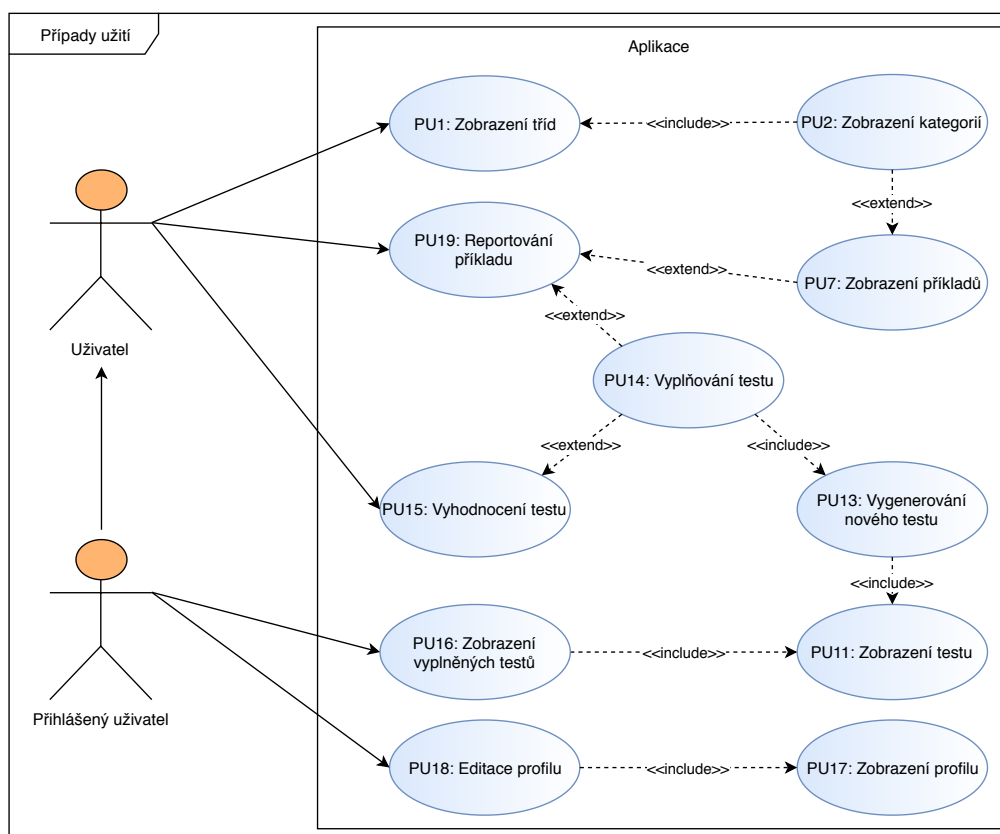 Případy užití
Aplikace
PU1: Zobrazení tříd
<<include>>
PU2: Zobrazení kategorií
<<extend>>
PU19: Reportování
příkladu
<<extend>>
PU7: Zobrazení příkladů
<<extend>>
Uživatel
PU14: Vyplňování testu
<<extend>>
<<include>>
PU15: Vyhodnocení testu
PU13: Vygenerování
nového testu
<<include>>
PU16: Zobrazení
vyplněných testů
<<include>>
PU11: Zobrazení testu
Přihlášený uživatel
PU18: Editace profilu
<<include>>
PU17: Zobrazení profilu